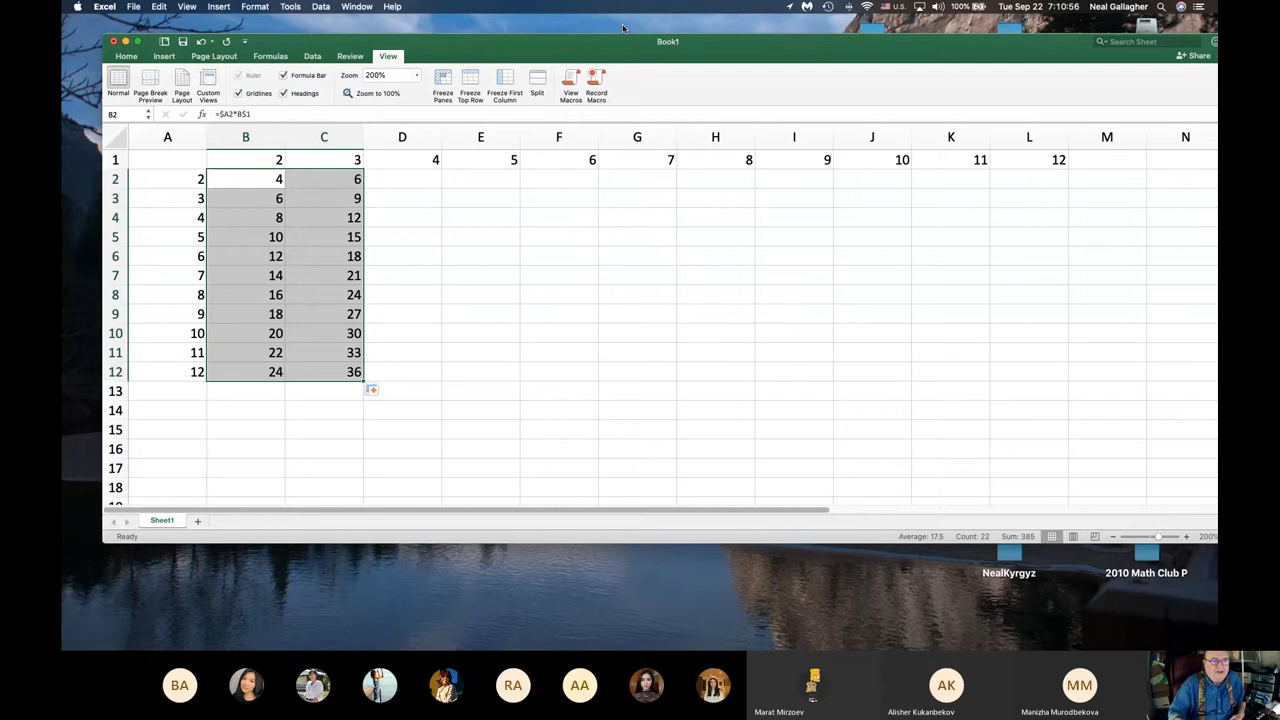 Excel File Edit View Insert Format Tools Data Window Help U.S. 100% Tue Sep 22 7:10:56 Neal Gallagher
Book1 Search Sheet
Home Insert Page Layout Formulas Data Review View Share
Normal Page Break Preview Page Layout Custom Views Ruler Formula Bar Gridlines Headings Zoom 200% Zoom to 100% Freeze Panes Freeze Top Row Freeze First Column Split View Macros Record Macro
B2 fx =$A2*B$1
A B C D E F G H I J K L M N
1 2 3 4 5 6 7 8 9 10 11 12
2 2 4 6
3 3 6 9
4 4 8 12
5 5 10 15
6 6 12 18
7 7 14 21
8 8 16 24
9 9 18 27
10 10 20 30
11 11 22 33
12 12 24 36
13
14
15
16
17
18
Sheet1 +
Ready Average: 17.5 Count: 22 Sum: 385 200%
NealKyrgyz 2010 Math Club P
BA RA AA AK MM
Marat Mirzoev Alisher Kukanbekov Manizha Murodbekova